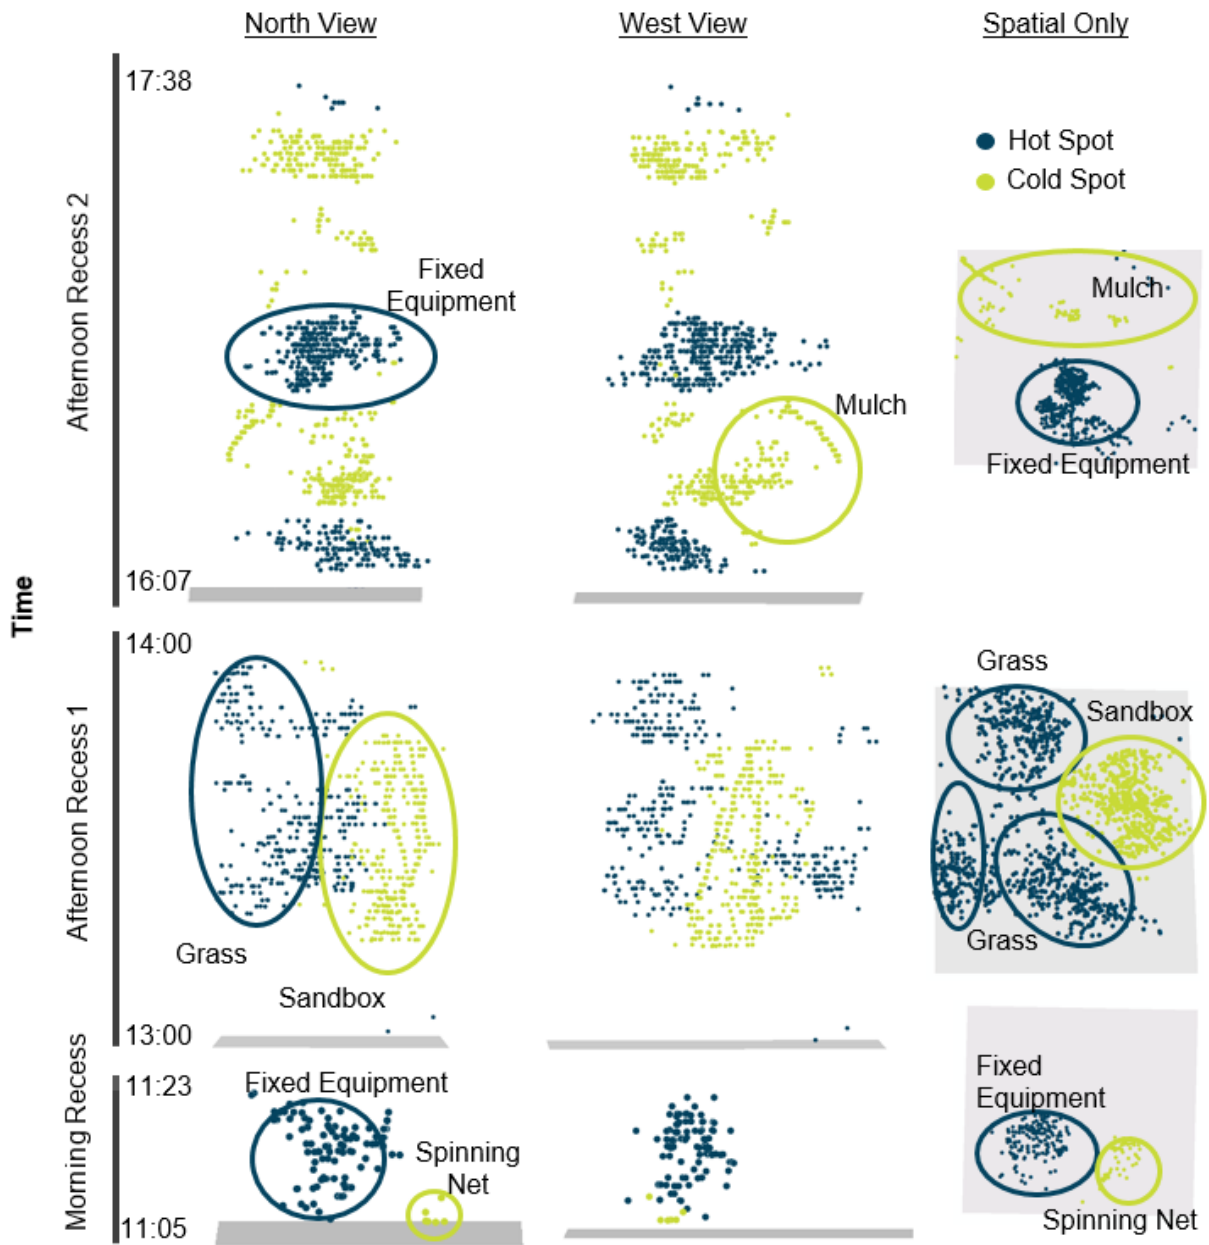 North View
West View
Spatial Only
17:38
Hot Spot
Cold Spot
Afternoon Recess 2
Fixed
Equipment
Mulch
Mulch
Fixed Equipment
16:07
Time
14:00
Afternoon Recess 1
Grass
Sandbox
Grass
Sandbox
Grass
13:00
Morning Recess
11:23
Fixed Equipment
Spinning
Net
Fixed
Equipment
Spinning Net
11:05